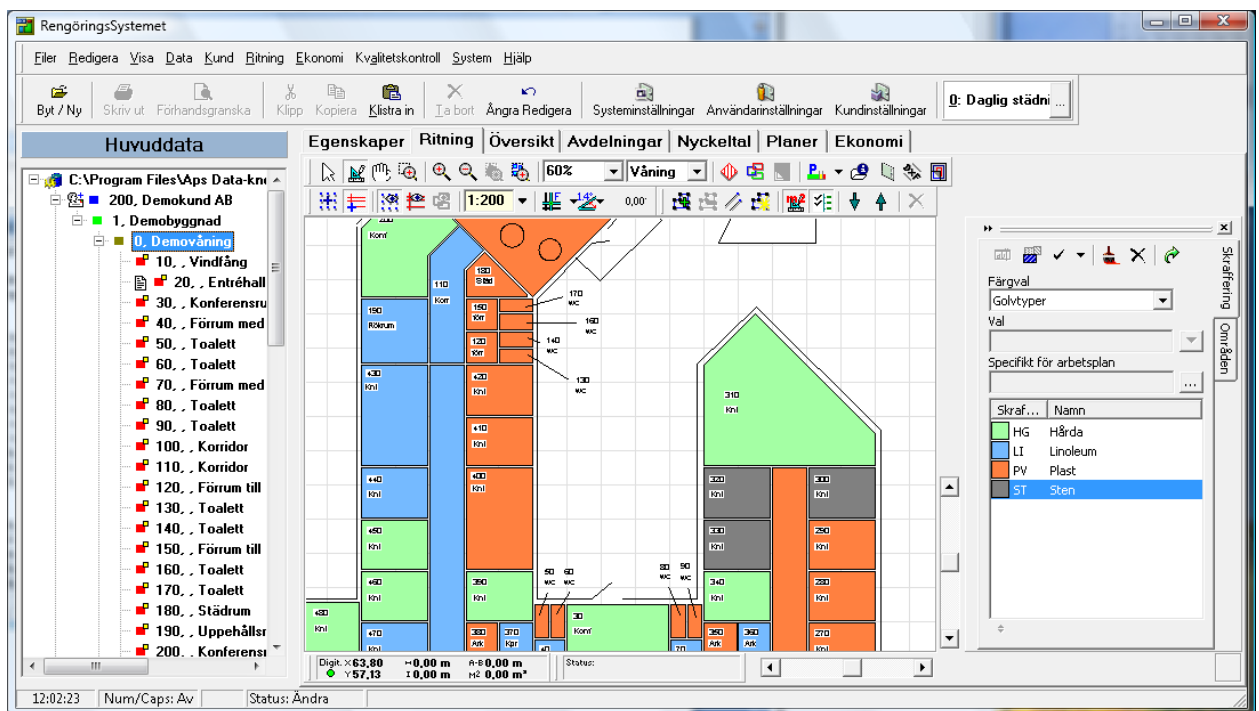 RengöringsSystemet
Filer Redigera Visa Data Kund Ritning Ekonomi Kvalitetskontroll System Hjälp
Byt / Ny Skriv ut Förhandsgranska Klipp Kopiera Klistra in Ta bort Ångra Redigera Systeminställningar Användarinställningar Kundinställningar 0: Daglig städni ...
Huvuddata
Egenskaper Ritning Översikt Avdelningar Nyckeltal Planer Ekonomi
60% Våning
1:200 0,00
C:\Program Files\Aps Data-kne
200, Demokund AB
1, Demobyggnad
0, Demovåning
10, , Vindfång
20, , Entréhall
30, , Konferensru
40, , Förrum med
50, , Toalett
60, , Toalett
70, , Förrum med
80, , Toalett
90, , Toalett
100, , Korridor
110, , Korridor
120, , Förrum till
130, , Toalett
140, , Toalett
150, , Förrum till
160, , Toalett
170, , Toalett
180, , Städrum
190, , Uppehållsr
200, , Konferensr
200
Konf
110
Korr
180
Städ
190
Rökrum
150
förr
120
förr
170
wc
160
wc
140
wc
130
wc
430
Knl
420
Knl
410
Knl
440
Knl
400
Knl
450
Knl
460
Knl
390
Knl
480
Knl
470
Knl
380
Ark
370
Kpr
40
50
wc
60
wc
30
Konf
80
wc
90
wc
70
310
Knl
320
Knl
300
Knl
330
Knl
290
Knl
340
Knl
280
Knl
350
Ark
360
Ark
270
Knl
Skraffering
Områden
Färgval
Golvtyper
Val
Specifikt för arbetsplan
...
Skraf... Namn
HG Hårda
LI Linoleum
PV Plast
ST Sten
Digit. X 63,80 0,00 m A-B 0,00 m Status:
Y 57,13 0,00 m M² 0,00 m²
12:02:23 Num/Caps: Av Status: Ändra